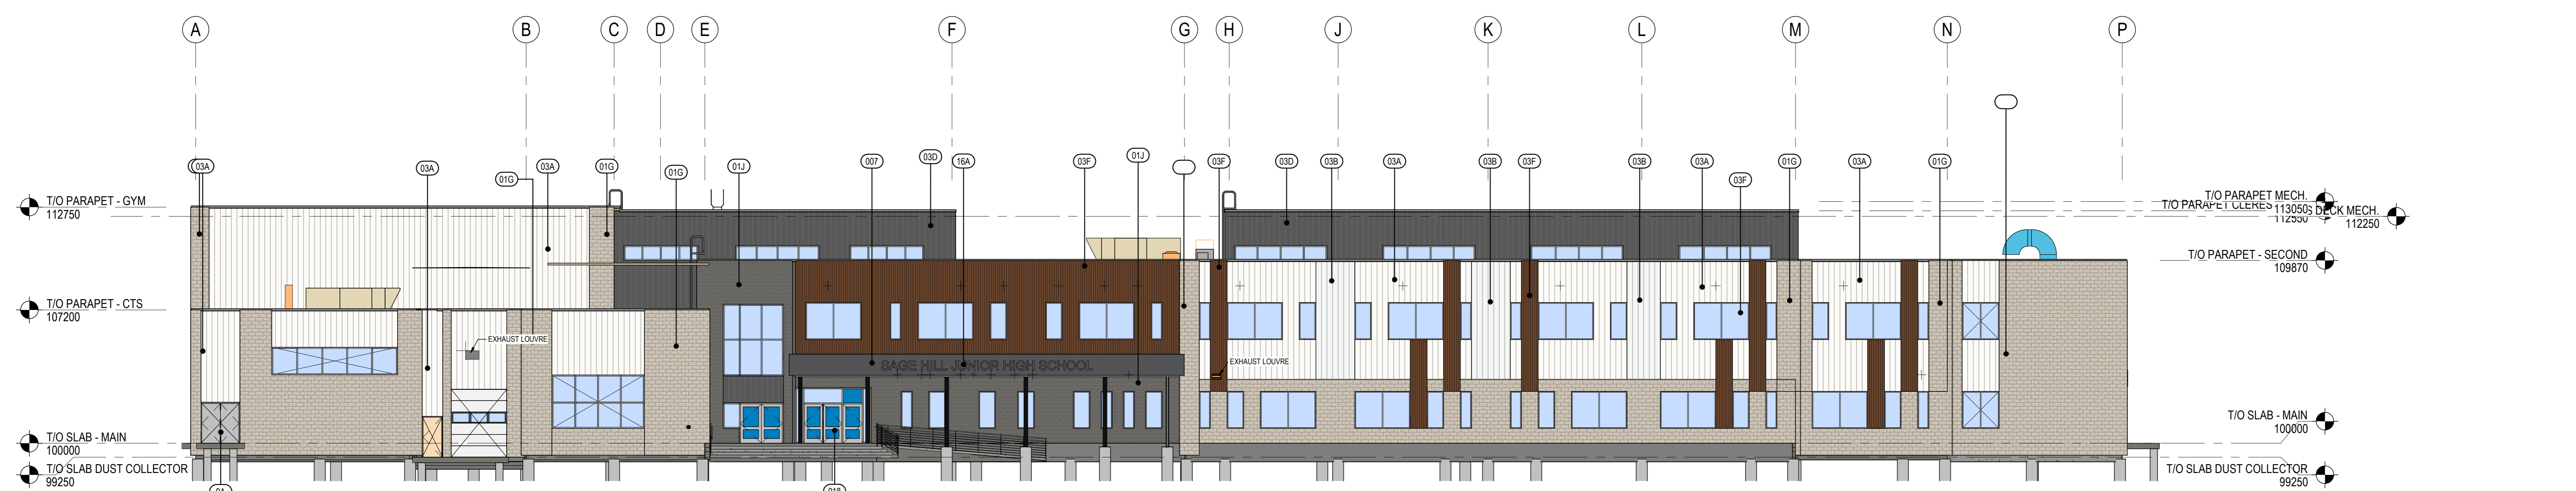 A B C D E F G H J K L M N P
03A
03A
03A
01G
01G
01G
01J
007
03D
16A
03F
01J
03F
03D
03B
03A
03B
03F
03B
03A
03F
01G
03A
01G
T/O PARAPET - GYM
112750
T/O PARAPET MECH.
113050
T/O PARAPET CLERES
S DECK MECH.
112550
112250
T/O PARAPET - SECOND
109870
T/O PARAPET - CTS
107200
EXHAUST LOUVRE
SAGE HILL JUNIOR HIGH SCHOOL
EXHAUST LOUVRE
T/O SLAB - MAIN
100000
T/O SLAB - MAIN
100000
T/O SLAB DUST COLLECTOR
99250
T/O SLAB DUST COLLECTOR
99250
018